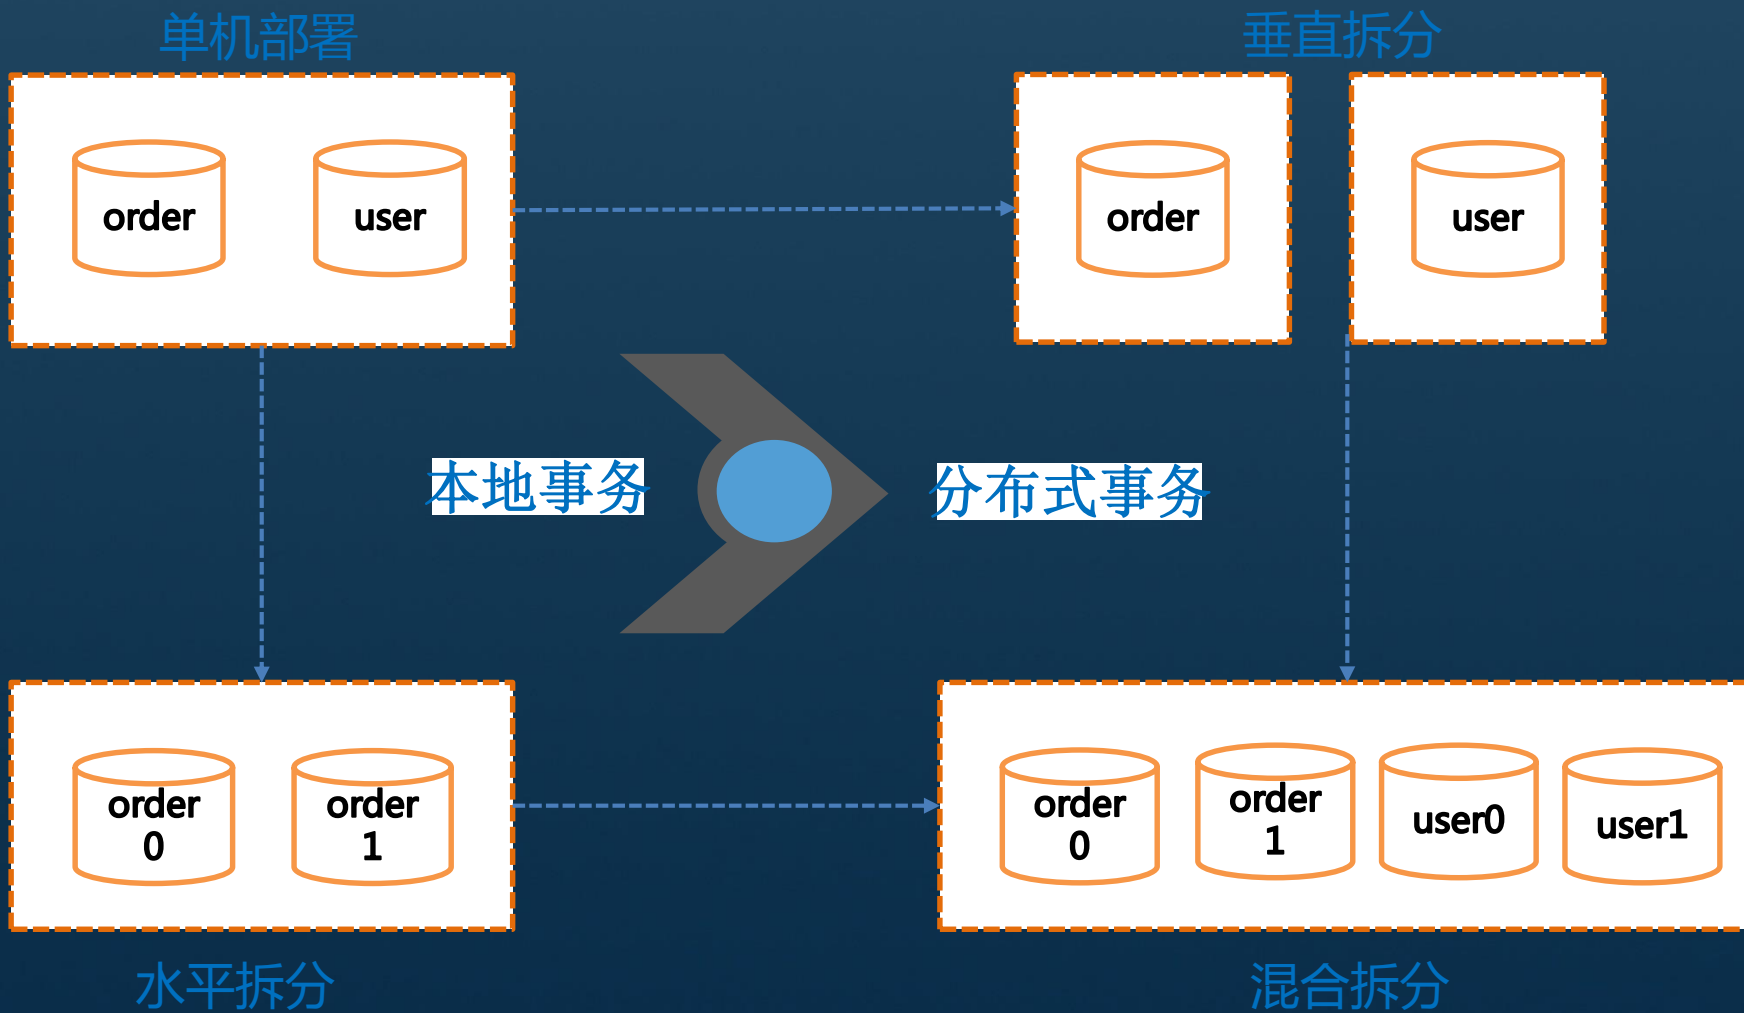 单机部署
垂直拆分
order
user
order
user
本地事务
分布式事务
order
0
order
1
order
0
order
1
user0
user1
水平拆分
混合拆分